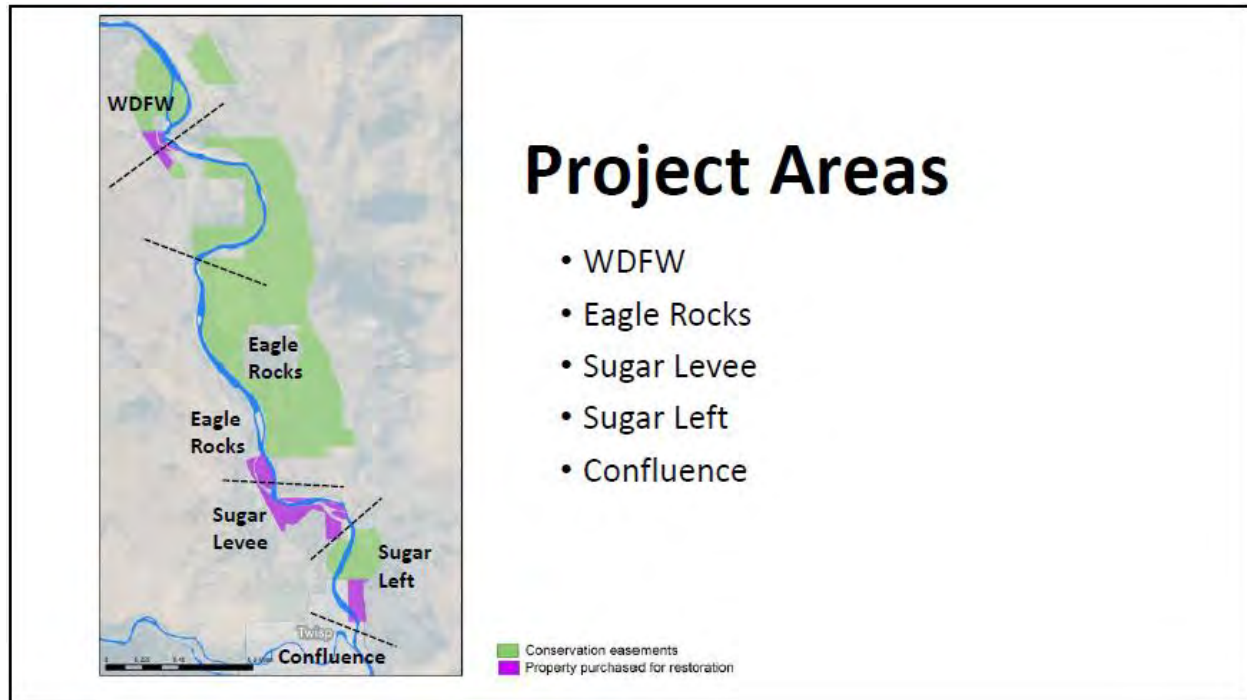 WDFW
Eagle
Rocks
Eagle
Rocks
Sugar
Levee
Sugar
Left
Twisp
Confluence
Project Areas
• WDFW
• Eagle Rocks
• Sugar Levee
• Sugar Left
• Confluence
Conservation easements
Property purchased for restoration